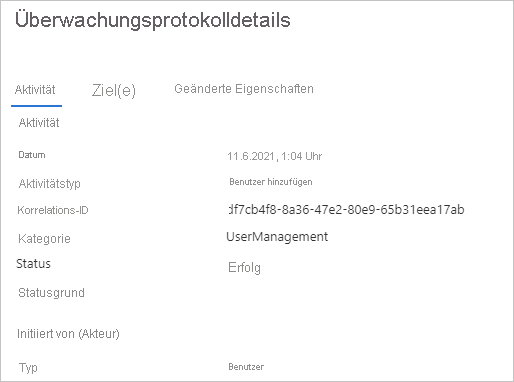 Überwachungsprotokolldetails
Aktivität Ziel(e) Geänderte Eigenschaften
Aktivität
Datum 11.6.2021, 1:04 Uhr
Aktivitätstyp Benutzer hinzufügen
Korrelations-ID df7cb4f8-8a36-47e2-80e9-65b31eea17ab
Kategorie UserManagement
Status Erfolg
Statusgrund
Initiiert von (Akteur)
Typ Benutzer